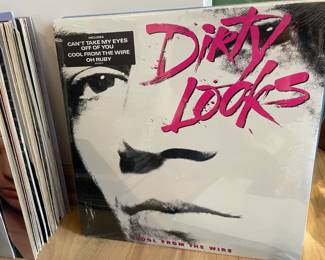 INCLUDES
CAN'T TAKE MY EYES
OFF OF YOU
COOL FROM THE WIRE
OH RUBY
DIRTY
LOOKS
COOL FROM THE WIRE